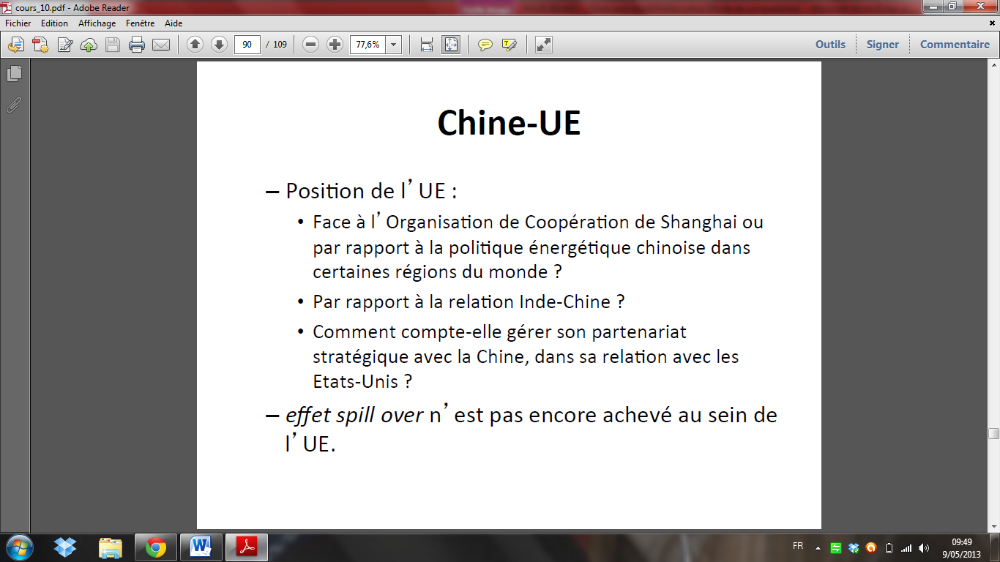 cours_10.pdf - Adobe Reader
Fichier Edition Affichage Fenêtre Aide
90 / 109 77,6% Outils Signer Commentaire
Chine-UE
– Position de l’UE :
• Face à l’Organisation de Coopération de Shanghai ou
par rapport à la politique énergétique chinoise dans
certaines régions du monde ?
• Par rapport à la relation Inde-Chine ?
• Comment compte-elle gérer son partenariat
stratégique avec la Chine, dans sa relation avec les
Etats-Unis ?
– effet spill over n’est pas encore achevé au sein de
l’UE.
FR 09:49
9/05/2013